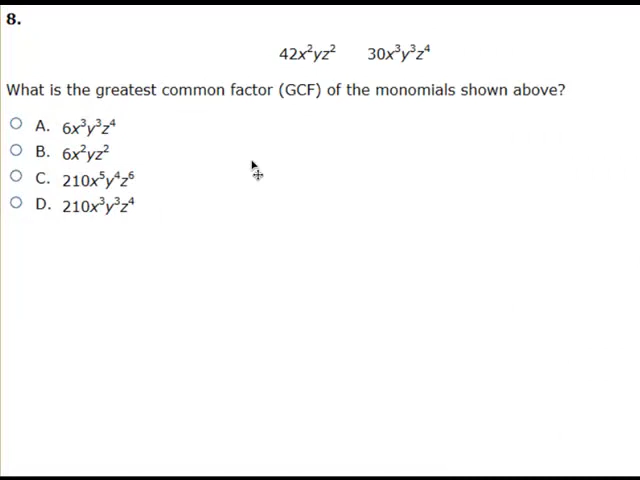 8.
42x²yz² 30x³y³z⁴
What is the greatest common factor (GCF) of the monomials shown above?
A. 6x³y³z⁴
B. 6x²yz²
C. 210x⁵y⁴z⁶
D. 210x³y³z⁴